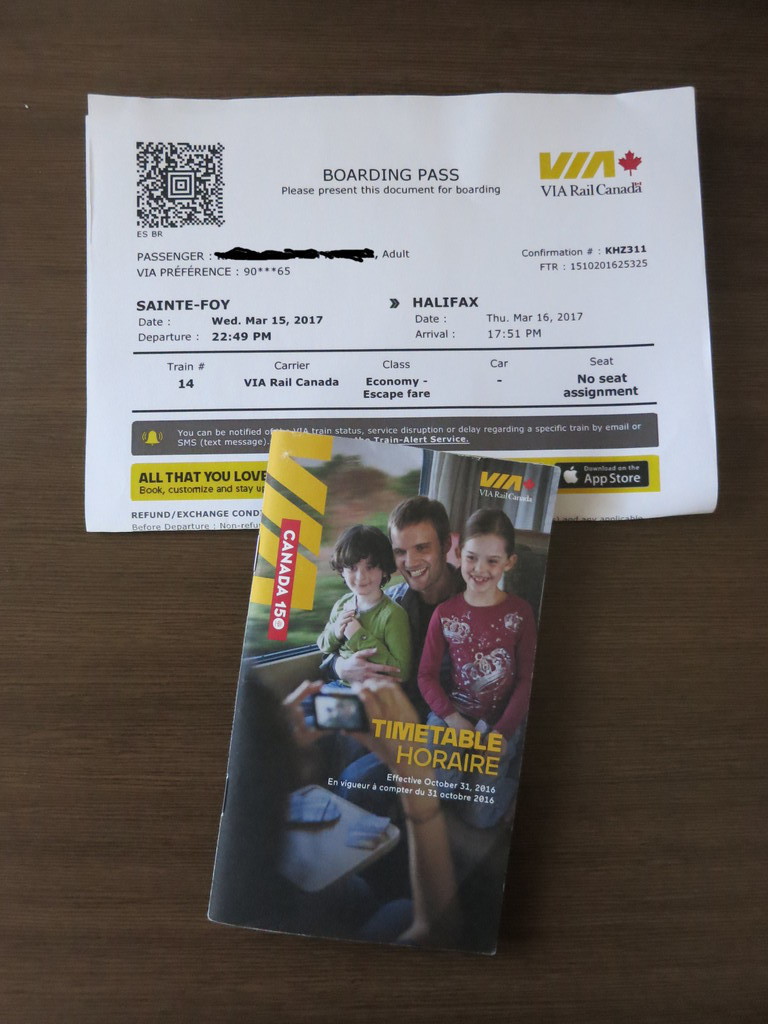 BOARDING PASS
Please present this document for boarding
VIA
VIA Rail Canada
ES BR
PASSENGER : , Adult
VIA PRÉFÉRENCE : 90***65
Confirmation # : KHZ311
FTR : 1510201625325
SAINTE-FOY » HALIFAX
Date : Wed. Mar 15, 2017 Date : Thu. Mar 16, 2017
Departure : 22:49 PM Arrival : 17:51 PM
Train # Carrier Class Car Seat
14 VIA Rail Canada Economy - - No seat
Escape fare assignment
You can be notified of the VIA train status, service disruption or delay regarding a specific train by email or
SMS (text message). the Train-Alert Service.
ALL THAT YOU LOVE
Book, customize and stay
Download on the
App Store
REFUND/EXCHANGE
Before Departure : and any applicable
VIA
CANADA 150
VIA
VIA Rail Canada
TIMETABLE
HORAIRE
Effective October 31, 2016
En vigueur à compter du 31 octobre 2016